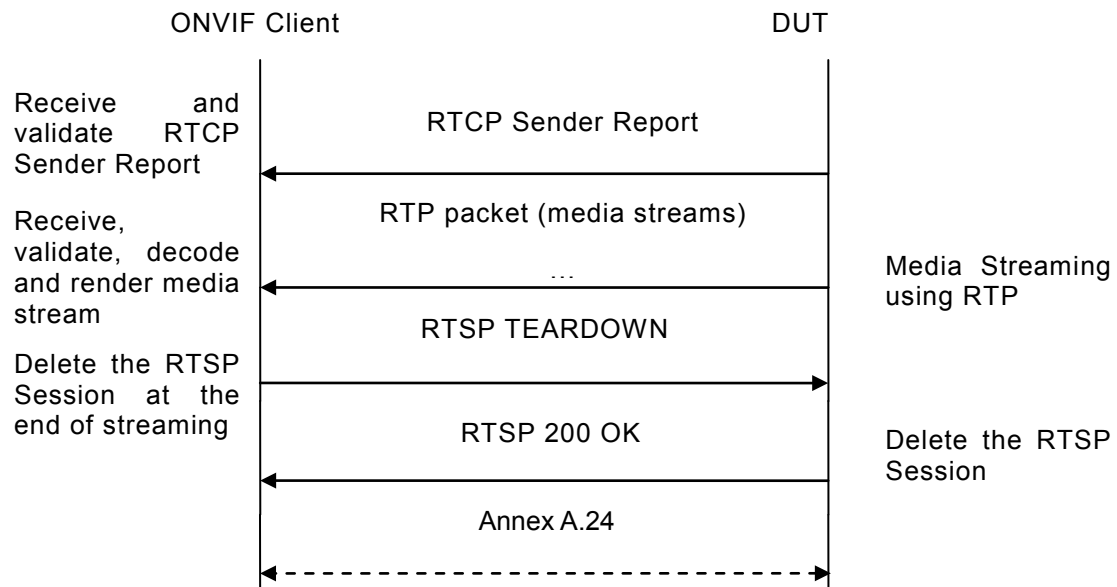 ONVIF Client
DUT
Receive and
validate RTCP
Sender Report
RTCP Sender Report
Receive,
validate, decode
and render media
stream
RTP packet (media streams)
...
Media Streaming
using RTP
RTSP TEARDOWN
Delete the RTSP
Session at the
end of streaming
RTSP 200 OK
Delete the RTSP
Session
Annex A.24